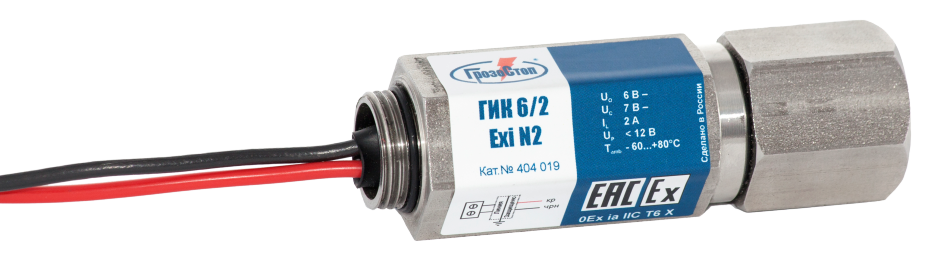 ГрозоСтоп
ГИК 6/2
Exi N2
Кат.№ 404 019
кр
чрн
U₀ 6 В –
Uc 7 В –
I 2 А
Up < 12 В
Tamb - 60...+80°С
EAC Ex
0Ex ia IIC T6 X
Сделано в России